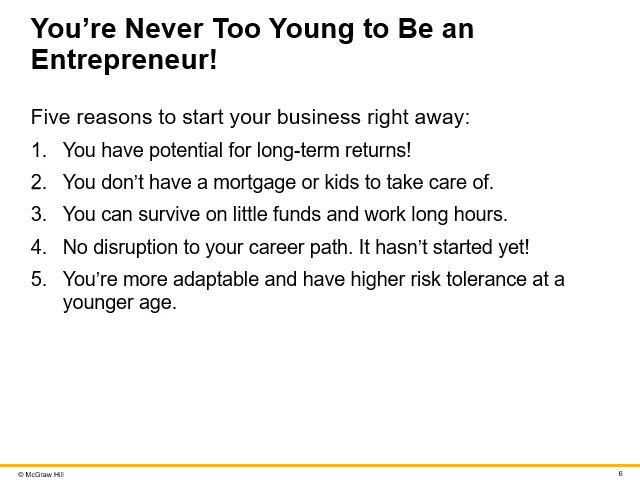 You’re Never Too Young to Be an
Entrepreneur!
Five reasons to start your business right away:
1. You have potential for long-term returns!
2. You don’t have a mortgage or kids to take care of.
3. You can survive on little funds and work long hours.
4. No disruption to your career path. It hasn’t started yet!
5. You’re more adaptable and have higher risk tolerance at a
younger age.
© McGraw Hill
6